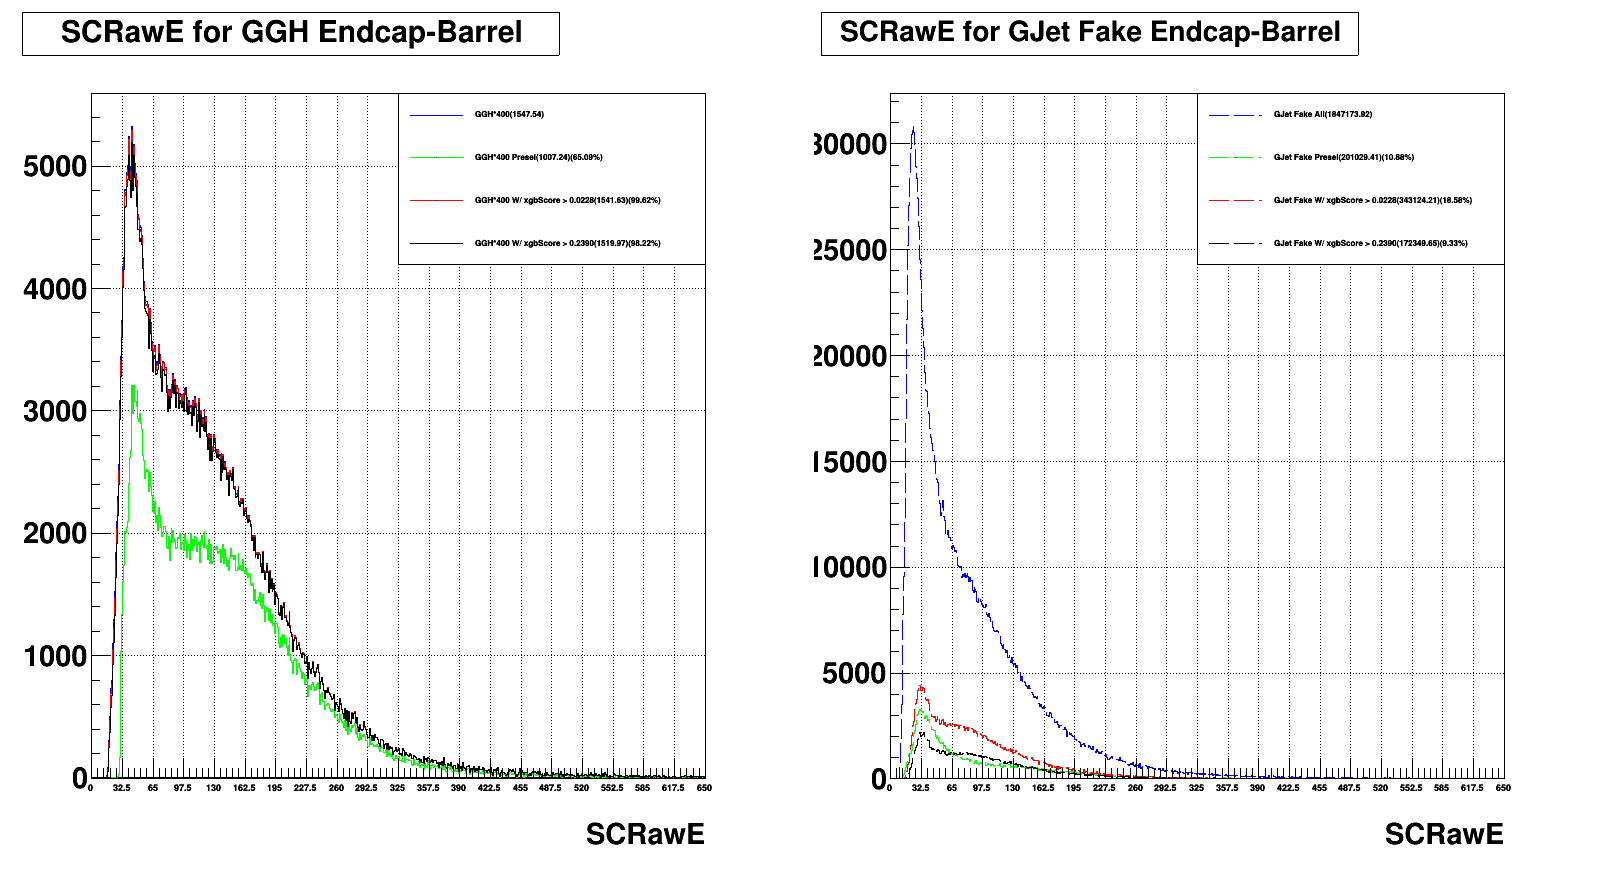 SCRawE for GGH Endcap-Barrel
GGH*400(1547.54)
GGH*400 Presel(1007.24)(65.09%)
GGH*400 W/ xgbScore > 0.0228(1541.63)(99.62%)
GGH*400 W/ xgbScore > 0.2390(1519.97)(98.22%)
5000
4000
3000
2000
1000
0
0 32.5 65 97.5 130 162.5 195 227.5 260 292.5 325 357.5 390 422.5 455 487.5 520 552.5 585 617.5 650
SCRawE
SCRawE for GJet Fake Endcap-Barrel
GJet Fake All(1847173.92)
GJet Fake Presel(201029.41)(10.88%)
GJet Fake W/ xgbScore > 0.0228(343124.21)(18.58%)
GJet Fake W/ xgbScore > 0.2390(172349.65)(9.33%)
30000
25000
20000
15000
10000
5000
0
0 32.5 65 97.5 130 162.5 195 227.5 260 292.5 325 357.5 390 422.5 455 487.5 520 552.5 585 617.5 650
SCRawE